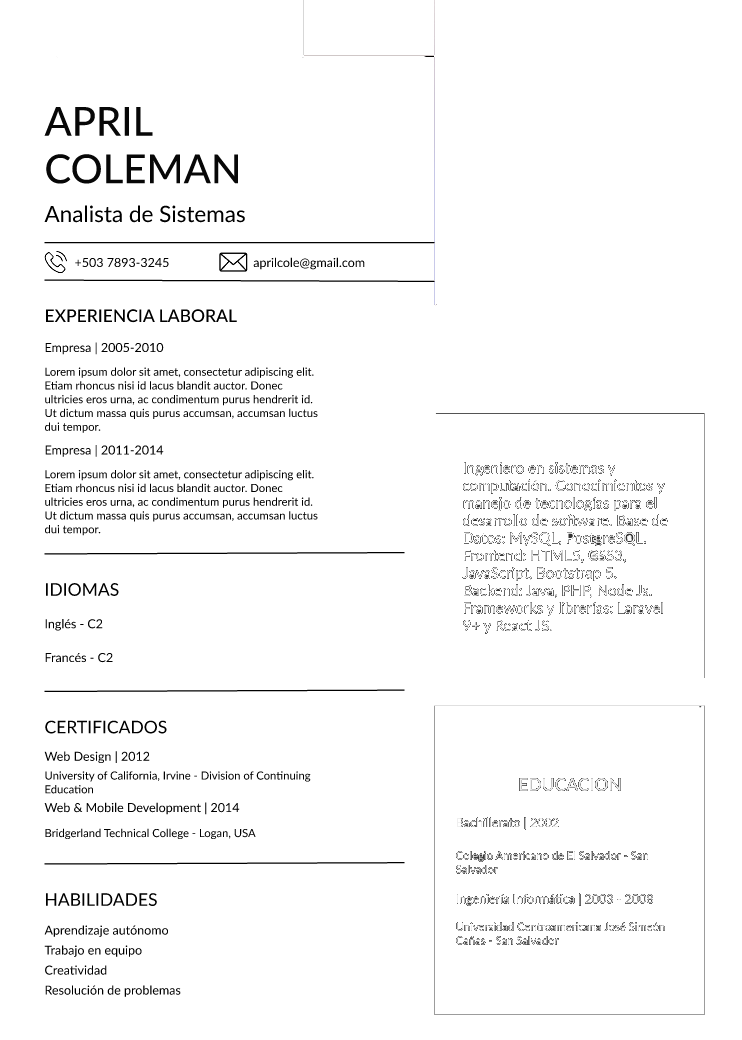 APRIL
COLEMAN
Analista de Sistemas
+503 7893-3245
aprilcole@gmail.com
EXPERIENCIA LABORAL
Empresa | 2005-2010
Lorem ipsum dolor sit amet, consectetur adipiscing elit.
Etiam rhoncus nisi id lacus blandit auctor. Donec
ultricies eros urna, ac condimentum purus hendrerit id.
Ut dictum massa quis purus accumsan, accumsan luctus
dui tempor.
Empresa | 2011-2014
Lorem ipsum dolor sit amet, consectetur adipiscing elit.
Etiam rhoncus nisi id lacus blandit auctor. Donec
ultricies eros urna, ac condimentum purus hendrerit id.
Ut dictum massa quis purus accumsan, accumsan luctus
dui tempor.
IDIOMAS
Inglés - C2
Francés - C2
CERTIFICADOS
Web Design | 2012
University of California, Irvine - Division of Continuing
Education
Web & Mobile Development | 2014
Bridgerland Technical College - Logan, USA
HABILIDADES
Aprendizaje autónomo
Trabajo en equipo
Creatividad
Resolución de problemas
Ingeniero en sistemas y
computación. Conocimientos y
manejo de tecnologías para el
desarrollo de software. Base de
Datos: MySQL, PostgreSQL.
Frontend: HTML5, CSS3,
JavaScript, Bootstrap 5.
Backend: Java, PHP, Node Js.
Frameworks y librerías: Laravel
9+ y React JS.
EDUCACION
Bachillerato | 2002
Colegio Americano de El Salvador - San
Salvador
Ingeniería Informática | 2003 - 2008
Universidad Centroamericana José Simeón
Cañas - San Salvador